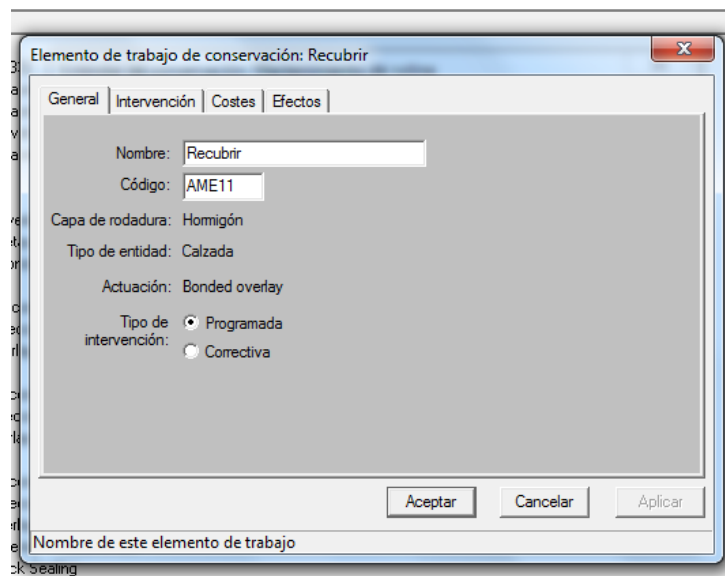 Elemento de trabajo de conservación: Recubrir
General Intervención Costes Efectos
Nombre: Recubrir
Código: AME11
Capa de rodadura: Hormigón
Tipo de entidad: Calzada
Actuación: Bonded overlay
Tipo de intervención:
Programada
Correctiva
Aceptar Cancelar Aplicar
Nombre de este elemento de trabajo
Sealing